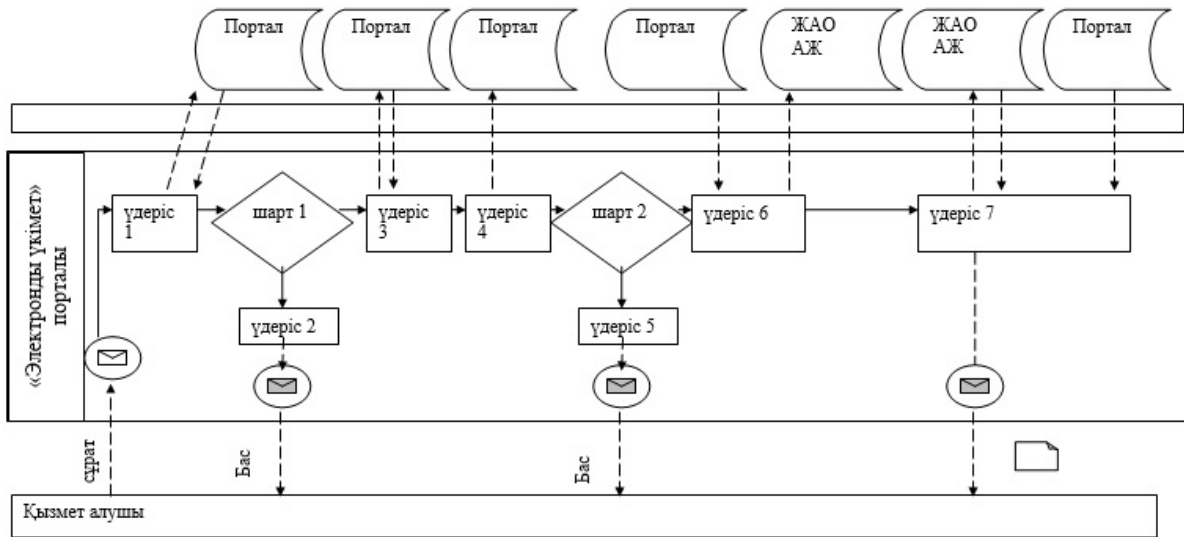 Портал
Портал
Портал
Портал
ЖАО
АЖ
ЖАО
АЖ
Портал
«Электронды үкімет»
порталы
үдеріс
1
шарт 1
үдеріс
3
үдеріс
4
шарт 2
үдеріс 6
үдеріс 7
үдеріс 2
үдеріс 5
сұрат
Бас
Бас
Қызмет алушы